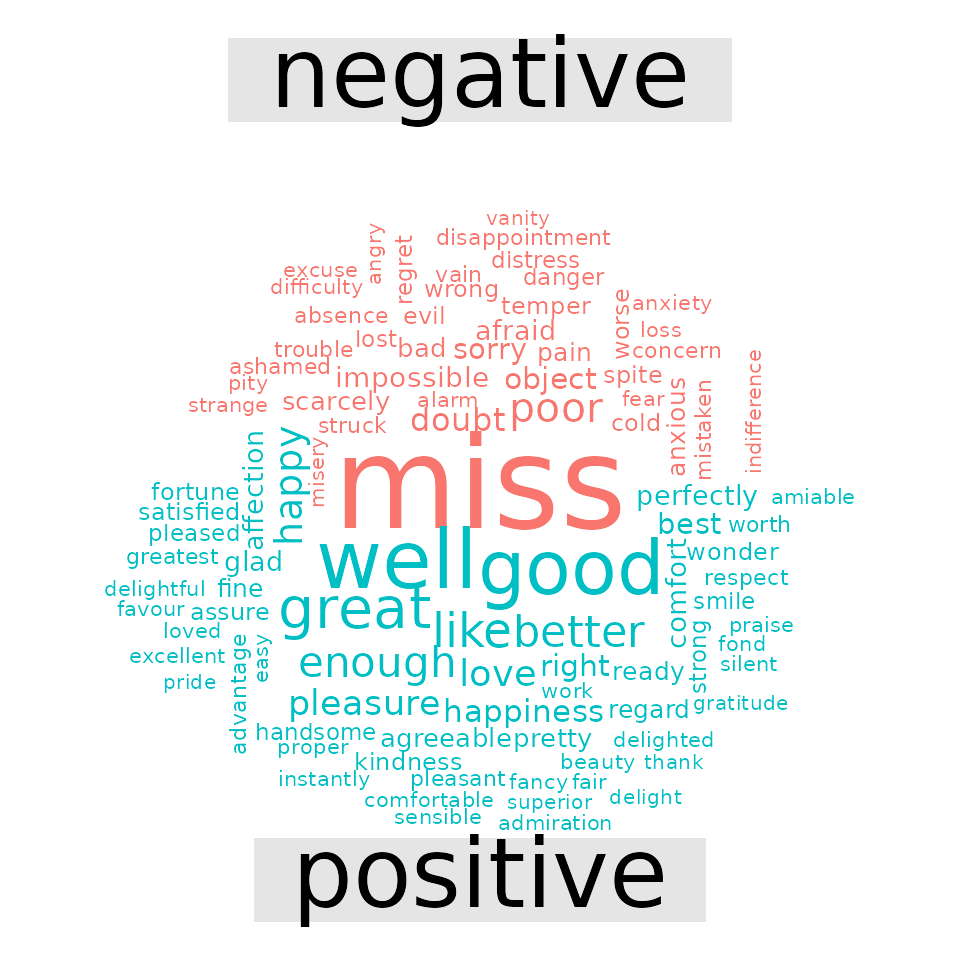 negative
vanity
disappointment
angry
regret
distress
excuse
vain
danger
difficulty
wrong
temper
worse
anxiety
absence
evil
afraid
loss
lost
trouble
bad
sorry
pain
concern
ashamed
impossible
object
spite
pity
indifference
strange
scarcely
alarm
poor
fear
anxious
mistaken
struck
doubt
cold
misery
miss
happy
affection
fortune
perfectly
amiable
satisfied
best
worth
pleased
well
good
comfort
wonder
greatest
glad
delightful
fine
respect
favour
assure
great
smile
loved
like
better
strong
praise
excellent
advantage
easy
enough
love
right
ready
fond
silent
pride
work
pleasure
happiness
regard
gratitude
handsome
agreeable
pretty
delighted
proper
kindness
beauty
thank
instantly
pleasant
fancy
fair
comfortable
superior
delight
sensible
admiration
positive